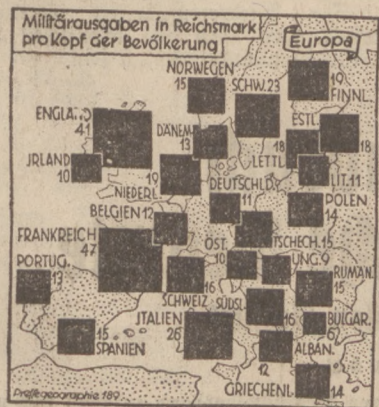 Militärausgaben in Reichsmark
pro Kopf der Bevölkerung
Europa
NORWEGEN
15
SCHW. 23
19
FINNL.
ENGLAND
41
DÄNEM.
13
ESTL.
18
18
LETTL.
JRLAND
10
19
NIEDERL.
DEUTSCHLD.
11
LIT. 11
BELGIEN 12
POLEN
14
FRANKREICH
47
ÖST.
10
TSCHECH. 15
UNG. 9
PORTUG.
13
RUMÄN.
15
SCHWEIZ
16
SÜDSL.
16
JTALIEN
26
BULGAR.
6
15
SPANIEN
ALBAN.
12
GRIECHENL.
14
Pressegeographie 189